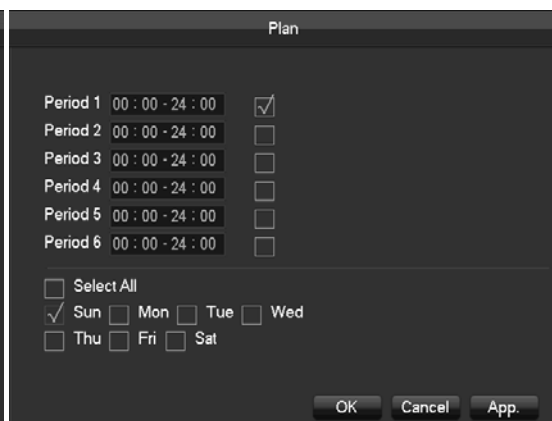 Plan
Period 1 00 : 00 - 24 : 00
Period 2 00 : 00 - 24 : 00
Period 3 00 : 00 - 24 : 00
Period 4 00 : 00 - 24 : 00
Period 5 00 : 00 - 24 : 00
Period 6 00 : 00 - 24 : 00
Select All
Sun Mon Tue Wed
Thu Fri Sat
OK Cancel App.